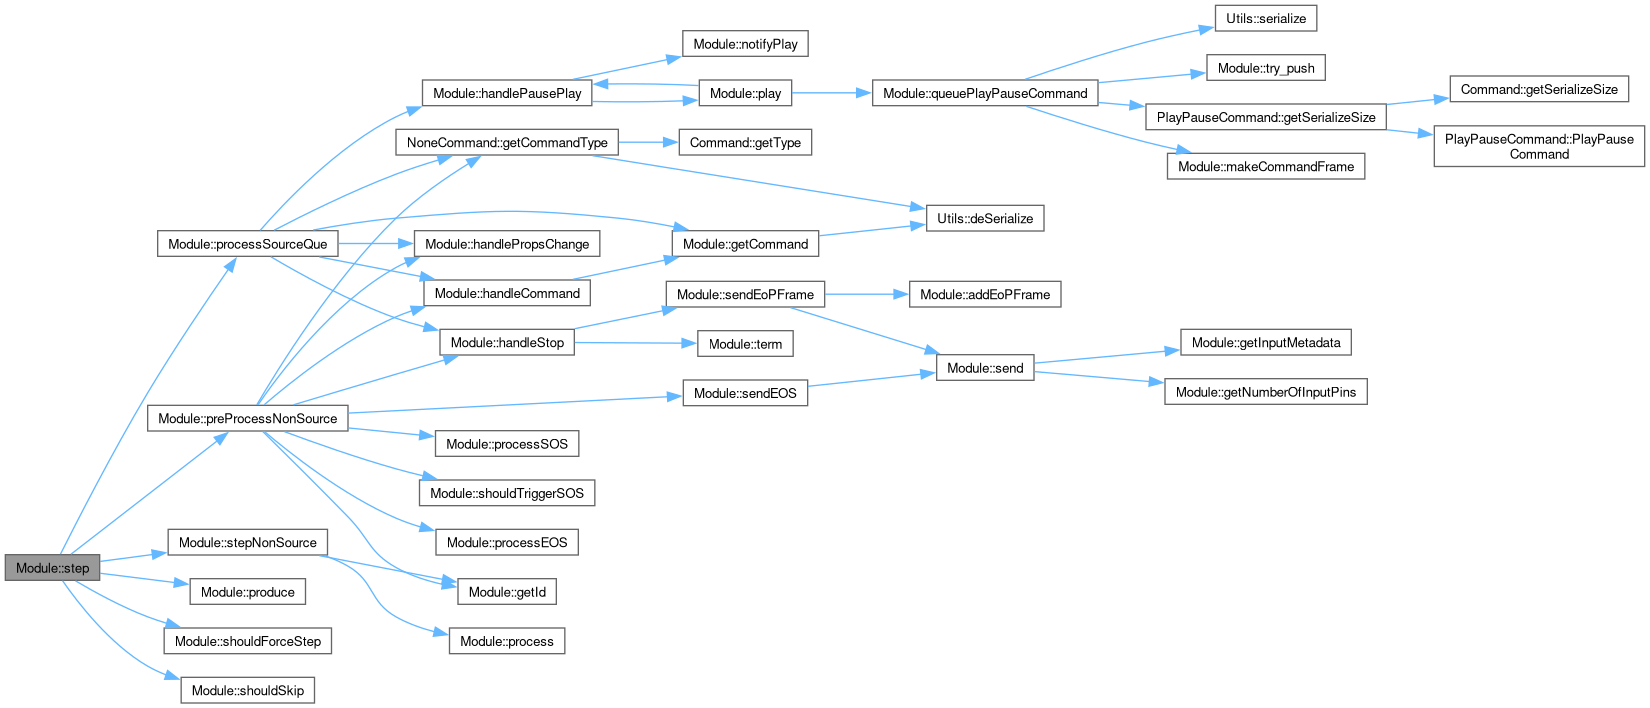 Utils::serialize
Module::notifyPlay
Module::try_push
Command::getSerializeSize
Module::handlePausePlay
Module::play
Module::queuePlayPauseCommand
PlayPauseCommand::getSerializeSize
PlayPauseCommand::PlayPause
Command
NoneCommand::getCommandType
Command::getType
Module::makeCommandFrame
Utils::deSerialize
Module::processSourceQue
Module::handlePropsChange
Module::getCommand
Module::handleCommand
Module::sendEoPFrame
Module::addEoPFrame
Module::handleStop
Module::term
Module::getInputMetadata
Module::send
Module::sendEOS
Module::getNumberOfInputPins
Module::preProcessNonSource
Module::processSOS
Module::shouldTriggerSOS
Module::stepNonSource
Module::processEOS
Module::step
Module::produce
Module::getId
Module::shouldForceStep
Module::process
Module::shouldSkip